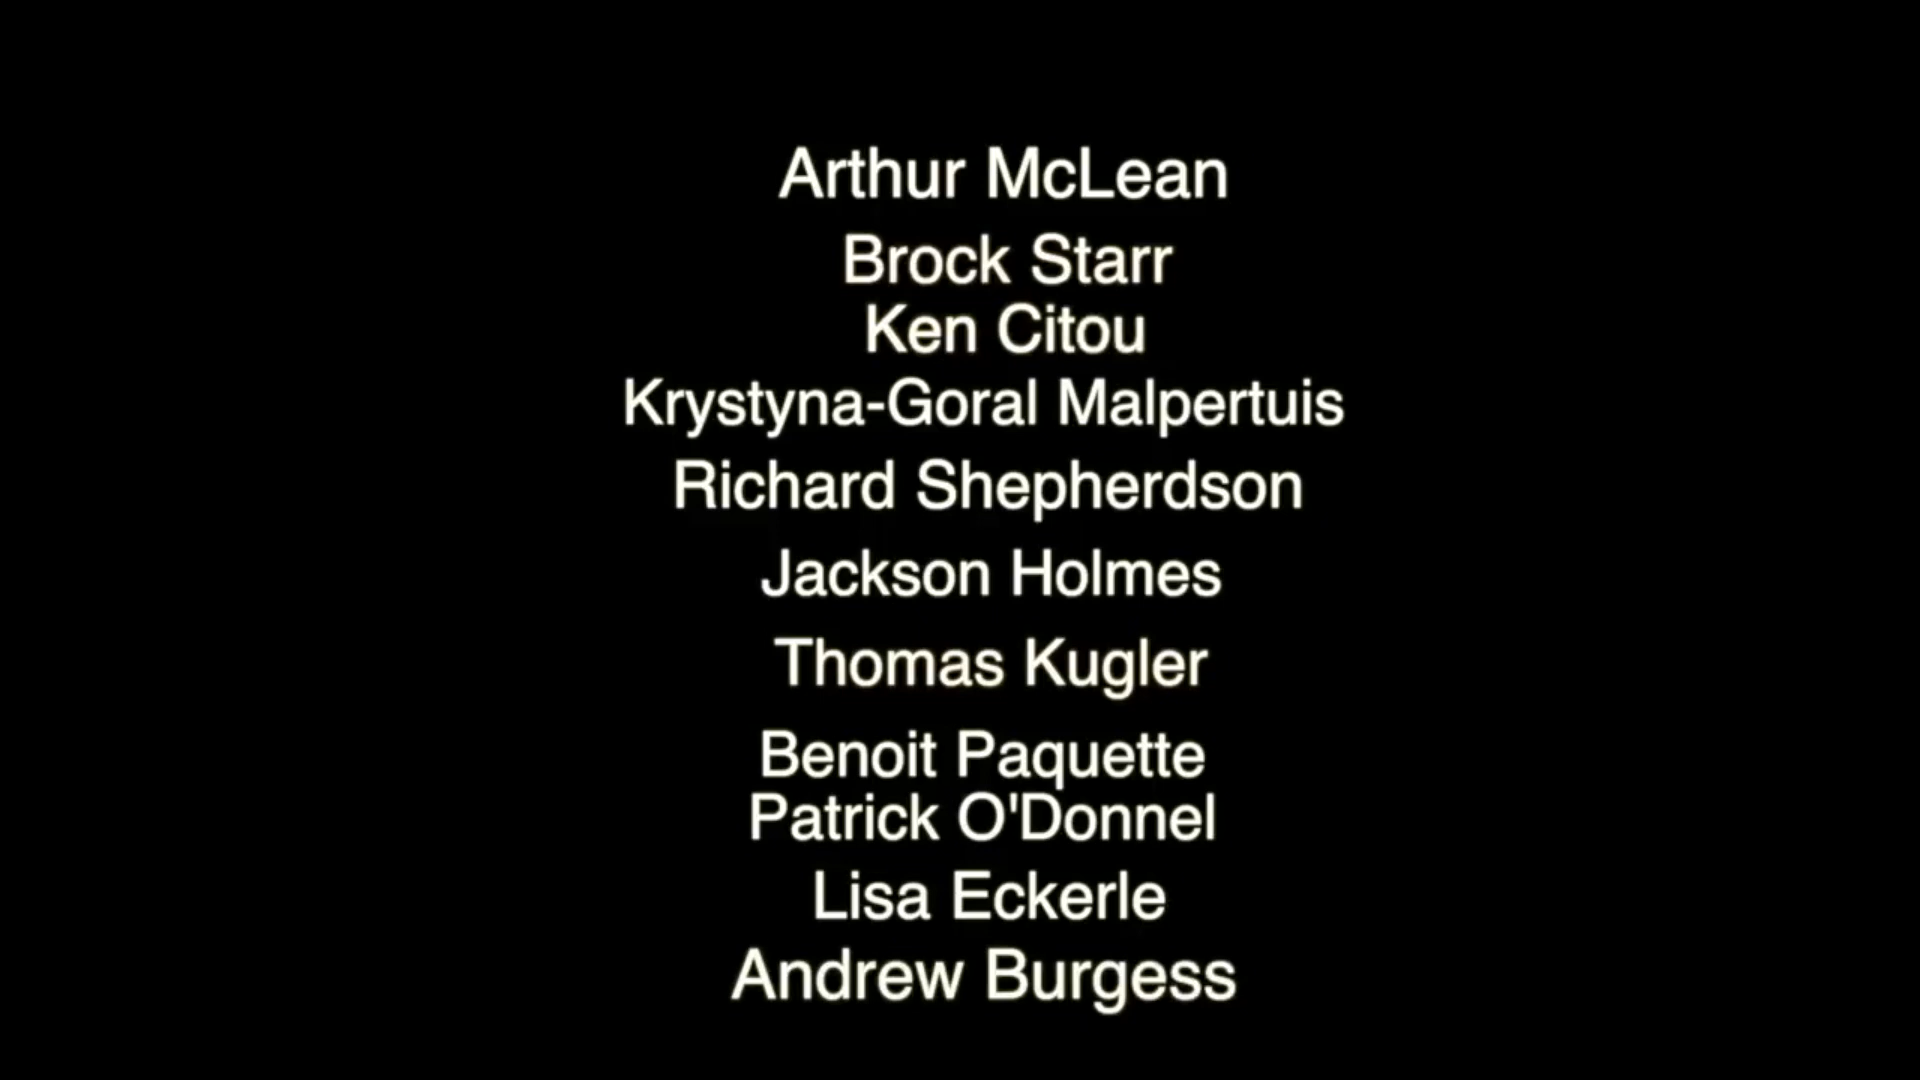 Arthur McLean
Brock Starr
Ken Citou
Krystyna-Goral Malpertuis
Richard Shepherdson
Jackson Holmes
Thomas Kugler
Benoit Paquette
Patrick O'Donnel
Lisa Eckerle
Andrew Burgess